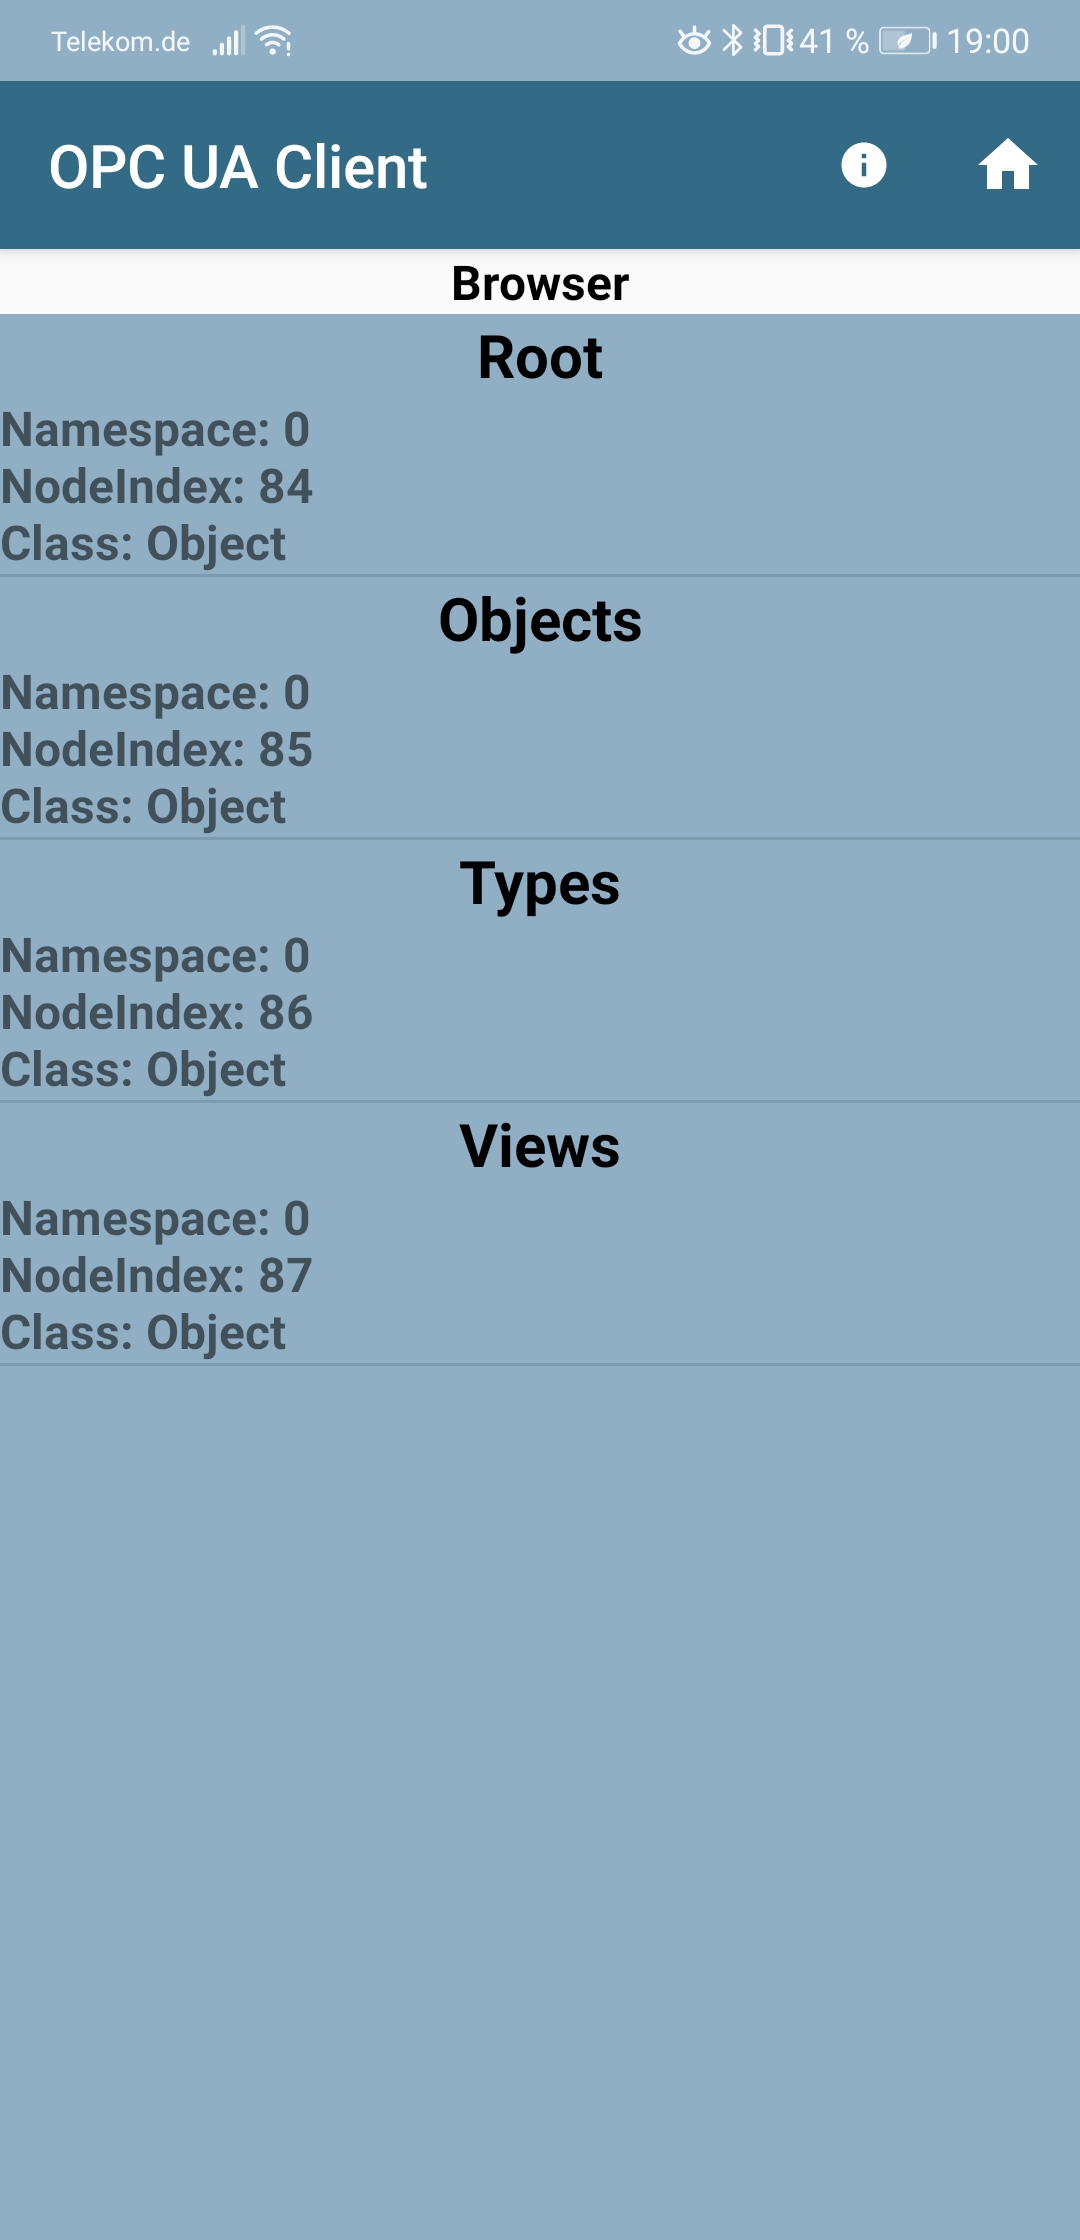 Telekom.de 41 % 19:00
OPC UA Client
Browser
Root
Namespace: 0
NodeIndex: 84
Class: Object
Objects
Namespace: 0
NodeIndex: 85
Class: Object
Types
Namespace: 0
NodeIndex: 86
Class: Object
Views
Namespace: 0
NodeIndex: 87
Class: Object